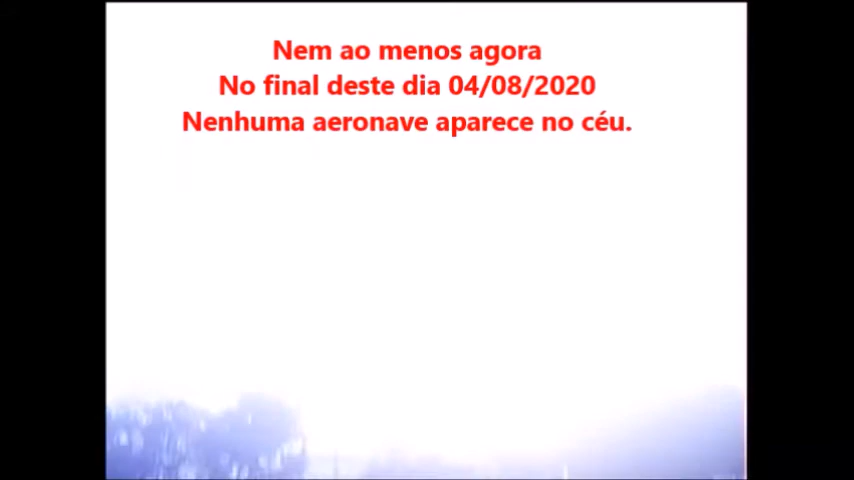 Nem ao menos agora
No final deste dia 04/08/2020
Nenhuma aeronave aparece no céu.